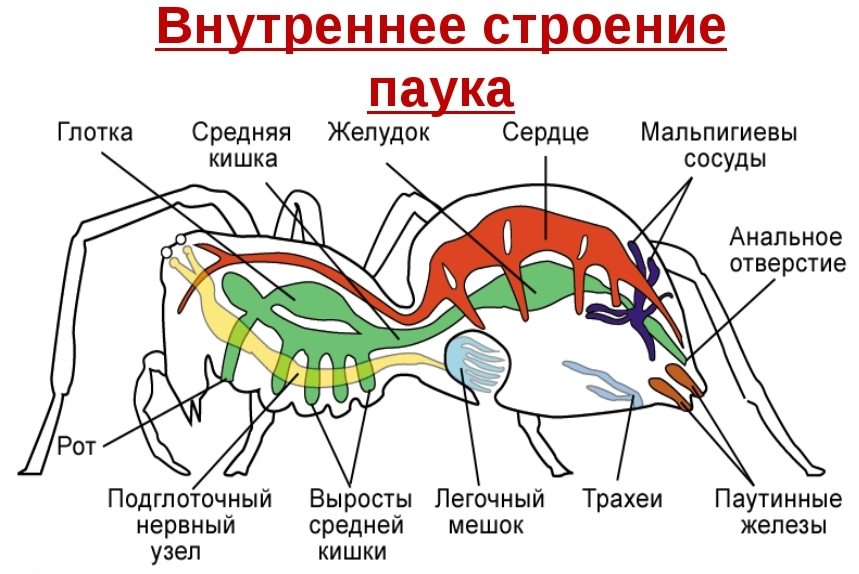 Внутреннее строение
паука
Глотка
Средняя
кишка
Желудок
Сердце
Мальпигиевы
сосуды
Анальное
отверстие
Рот
Подглоточный
нервный
узел
Выросты
средней
кишки
Легочный
мешок
Трахеи
Паутинные
железы